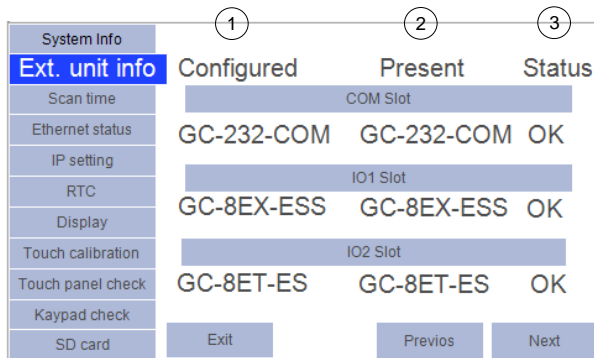 1 2 3
System Info
Ext. unit info Configured Present Status
Scan time COM Slot
Ethernet status GC-232-COM GC-232-COM OK
IP setting
IO1 Slot
RTC
GC-8EX-ESS GC-8EX-ESS OK
Display
Touch calibration IO2 Slot
Touch panel check GC-8ET-ES GC-8ET-ES OK
Kaypad check
SD card Exit Previos Next